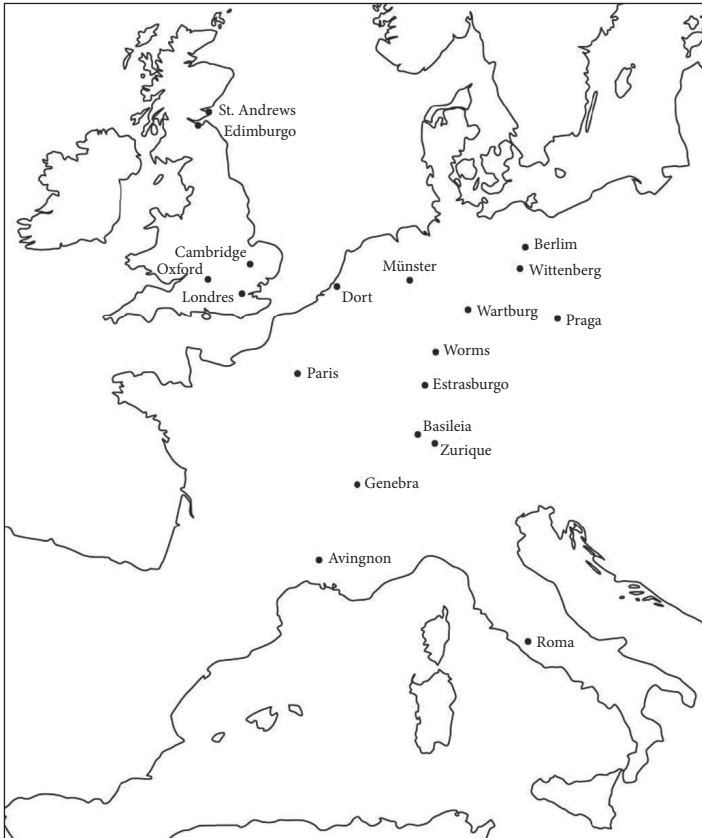 St. Andrews
Edimburgo
Cambridge
Oxford
Londres
Dort
Münster
Berlim
Wittenberg
Wartburg
Praga
Worms
Paris
Estrasburgo
Basileia
Zurique
Genebra
Avingnon
Roma